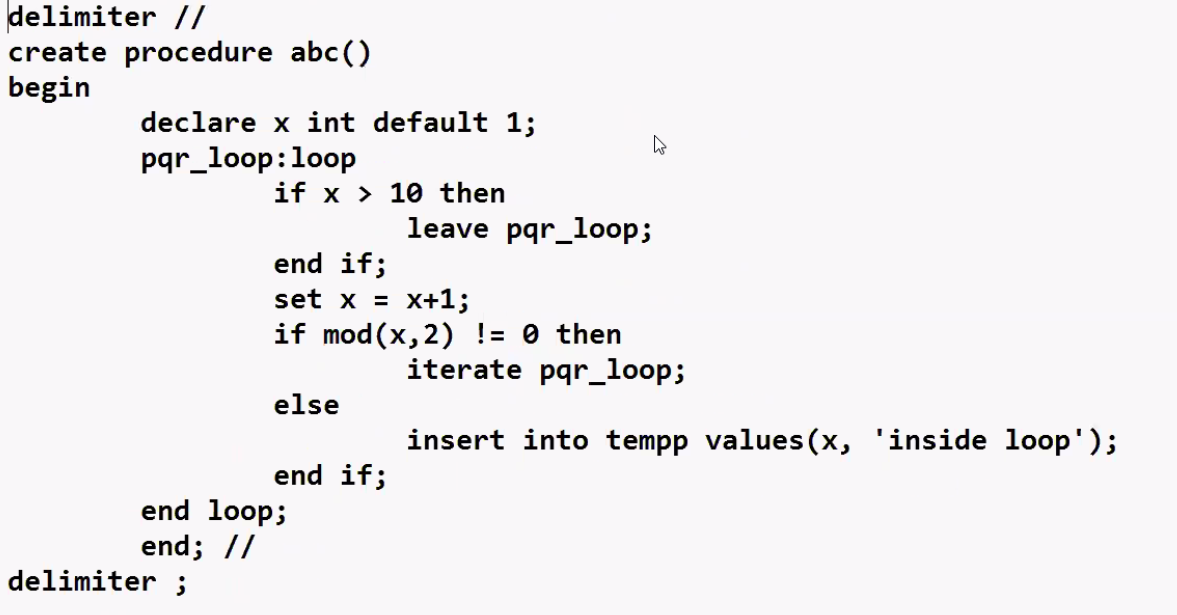 delimiter //
create procedure abc()
begin
declare x int default 1;
pqr_loop:loop
if x > 10 then
leave pqr_loop;
end if;
set x = x+1;
if mod(x,2) != 0 then
iterate pqr_loop;
else
insert into tempp values(x, 'inside loop');
end if;
end loop;
end; //
delimiter ;